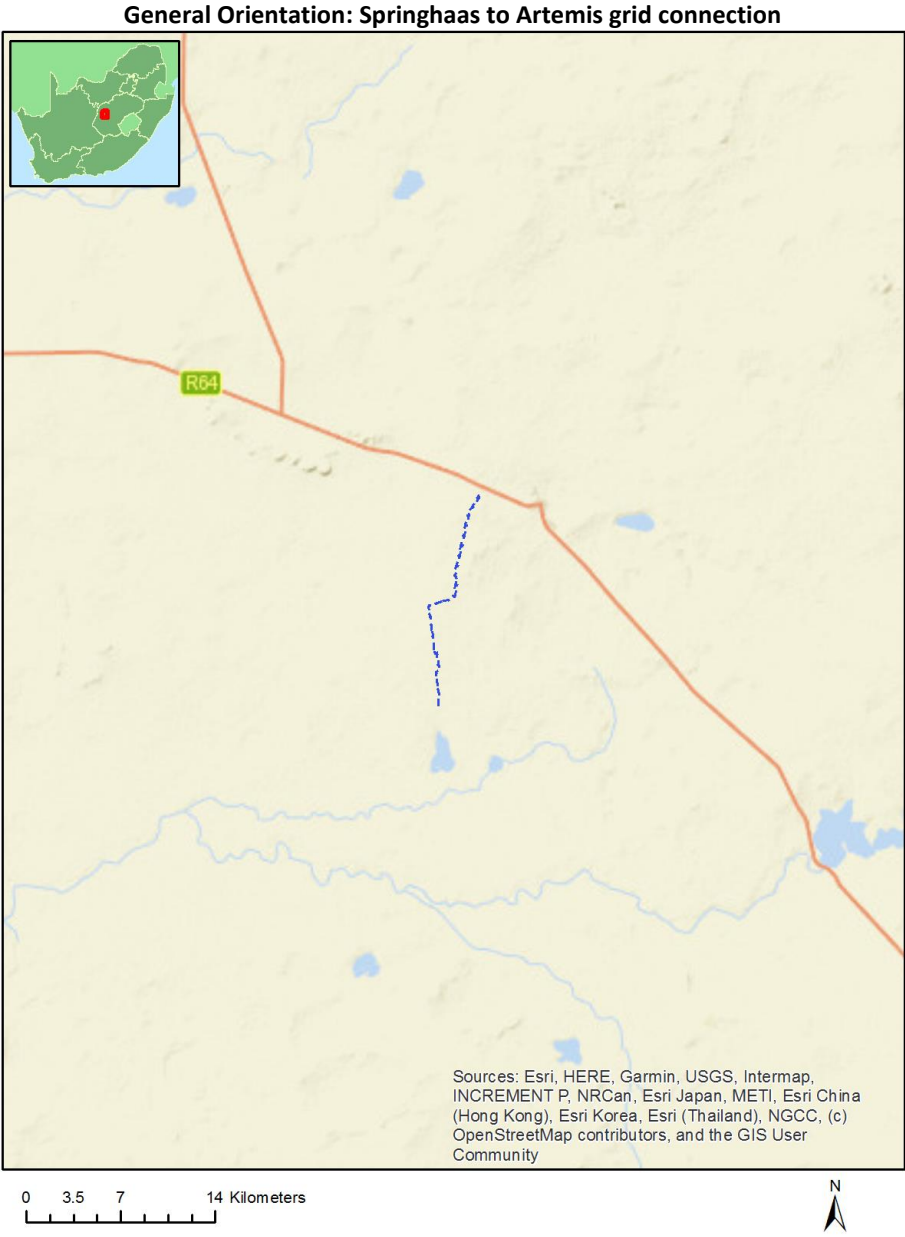 General Orientation: Springhaas to Artemis grid connection
R64
Sources: Esri, HERE, Garmin, USGS, Intermap,
INCREMENT P, NRCan, Esri Japan, METI, Esri China
(Hong Kong), Esri Korea, Esri (Thailand), NGCC, (c)
OpenStreetMap contributors, and the GIS User
Community
0 3.5 7 14 Kilometers
N